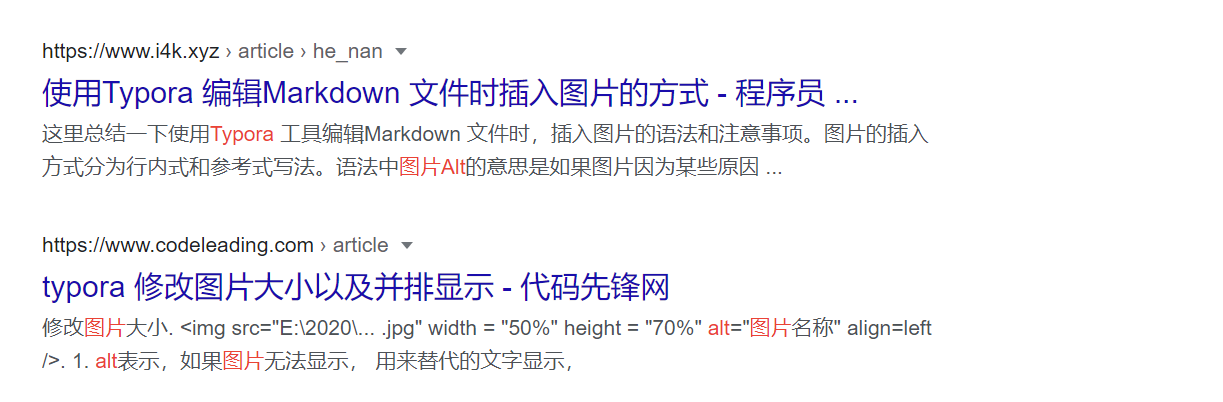 https://www.i4k.xyz › article › he_nan
使用Typora 编辑Markdown 文件时插入图片的方式 - 程序员 ...
这里总结一下使用Typora 工具编辑Markdown 文件时，插入图片的语法和注意事项。图片的插入
方式分为行内式和参考式写法。语法中图片Alt的意思是如果图片因为某些原因 ...
https://www.codeleading.com › article
typora 修改图片大小以及并排显示 - 代码先锋网
修改图片大小. <img src="E:\2020\... .jpg" width = "50%" height = "70%" alt="图片名称" align=left
/>. 1. alt表示，如果图片无法显示， 用来替代的文字显示，